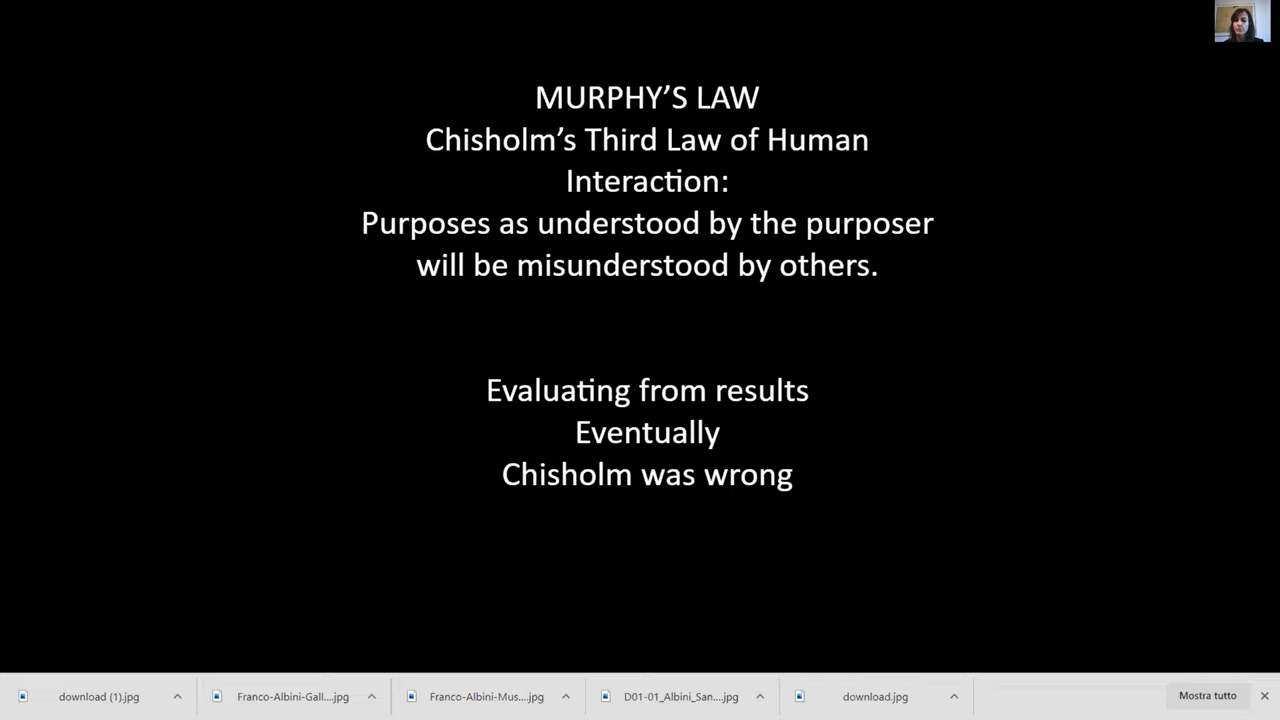 MURPHY’S LAW
Chisholm’s Third Law of Human
Interaction:
Purposes as understood by the purposer
will be misunderstood by others.
Evaluating from results
Eventually
Chisholm was wrong
download (1).jpg
Franco-Albini-Gall....jpg
Franco-Albini-Mus....jpg
D01-01_Albini_San....jpg
download.jpg
Mostra tutto